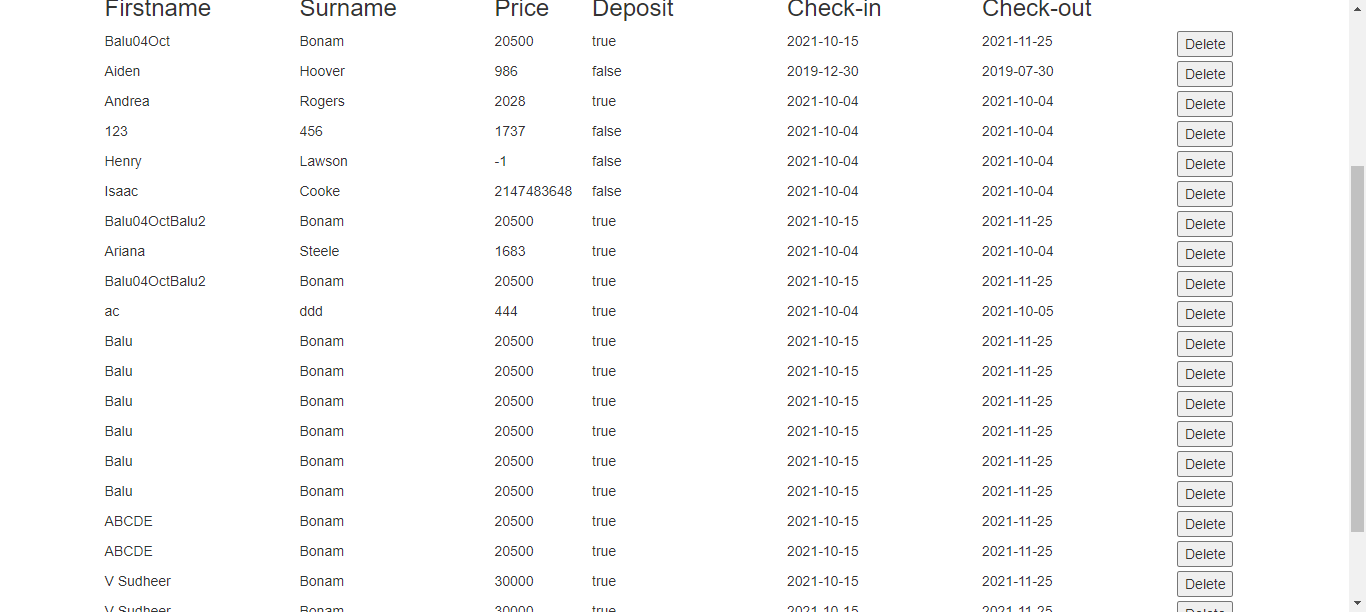 Firstname Surname Price Deposit Check-in Check-out
Balu04Oct Bonam 20500 true 2021-10-15 2021-11-25 Delete
Aiden Hoover 986 false 2019-12-30 2019-07-30 Delete
Andrea Rogers 2028 true 2021-10-04 2021-10-04 Delete
123 456 1737 false 2021-10-04 2021-10-04 Delete
Henry Lawson -1 false 2021-10-04 2021-10-04 Delete
Isaac Cooke 2147483648 false 2021-10-04 2021-10-04 Delete
Balu04OctBalu2 Bonam 20500 true 2021-10-15 2021-11-25 Delete
Ariana Steele 1683 true 2021-10-04 2021-10-04 Delete
Balu04OctBalu2 Bonam 20500 true 2021-10-15 2021-11-25 Delete
ac ddd 444 true 2021-10-04 2021-10-05 Delete
Balu Bonam 20500 true 2021-10-15 2021-11-25 Delete
Balu Bonam 20500 true 2021-10-15 2021-11-25 Delete
Balu Bonam 20500 true 2021-10-15 2021-11-25 Delete
Balu Bonam 20500 true 2021-10-15 2021-11-25 Delete
Balu Bonam 20500 true 2021-10-15 2021-11-25 Delete
Balu Bonam 20500 true 2021-10-15 2021-11-25 Delete
ABCDE Bonam 20500 true 2021-10-15 2021-11-25 Delete
ABCDE Bonam 20500 true 2021-10-15 2021-11-25 Delete
V Sudheer Bonam 30000 true 2021-10-15 2021-11-25 Delete
V Sudheer Bonam 30000 true 2021-10-15 2021-11-25